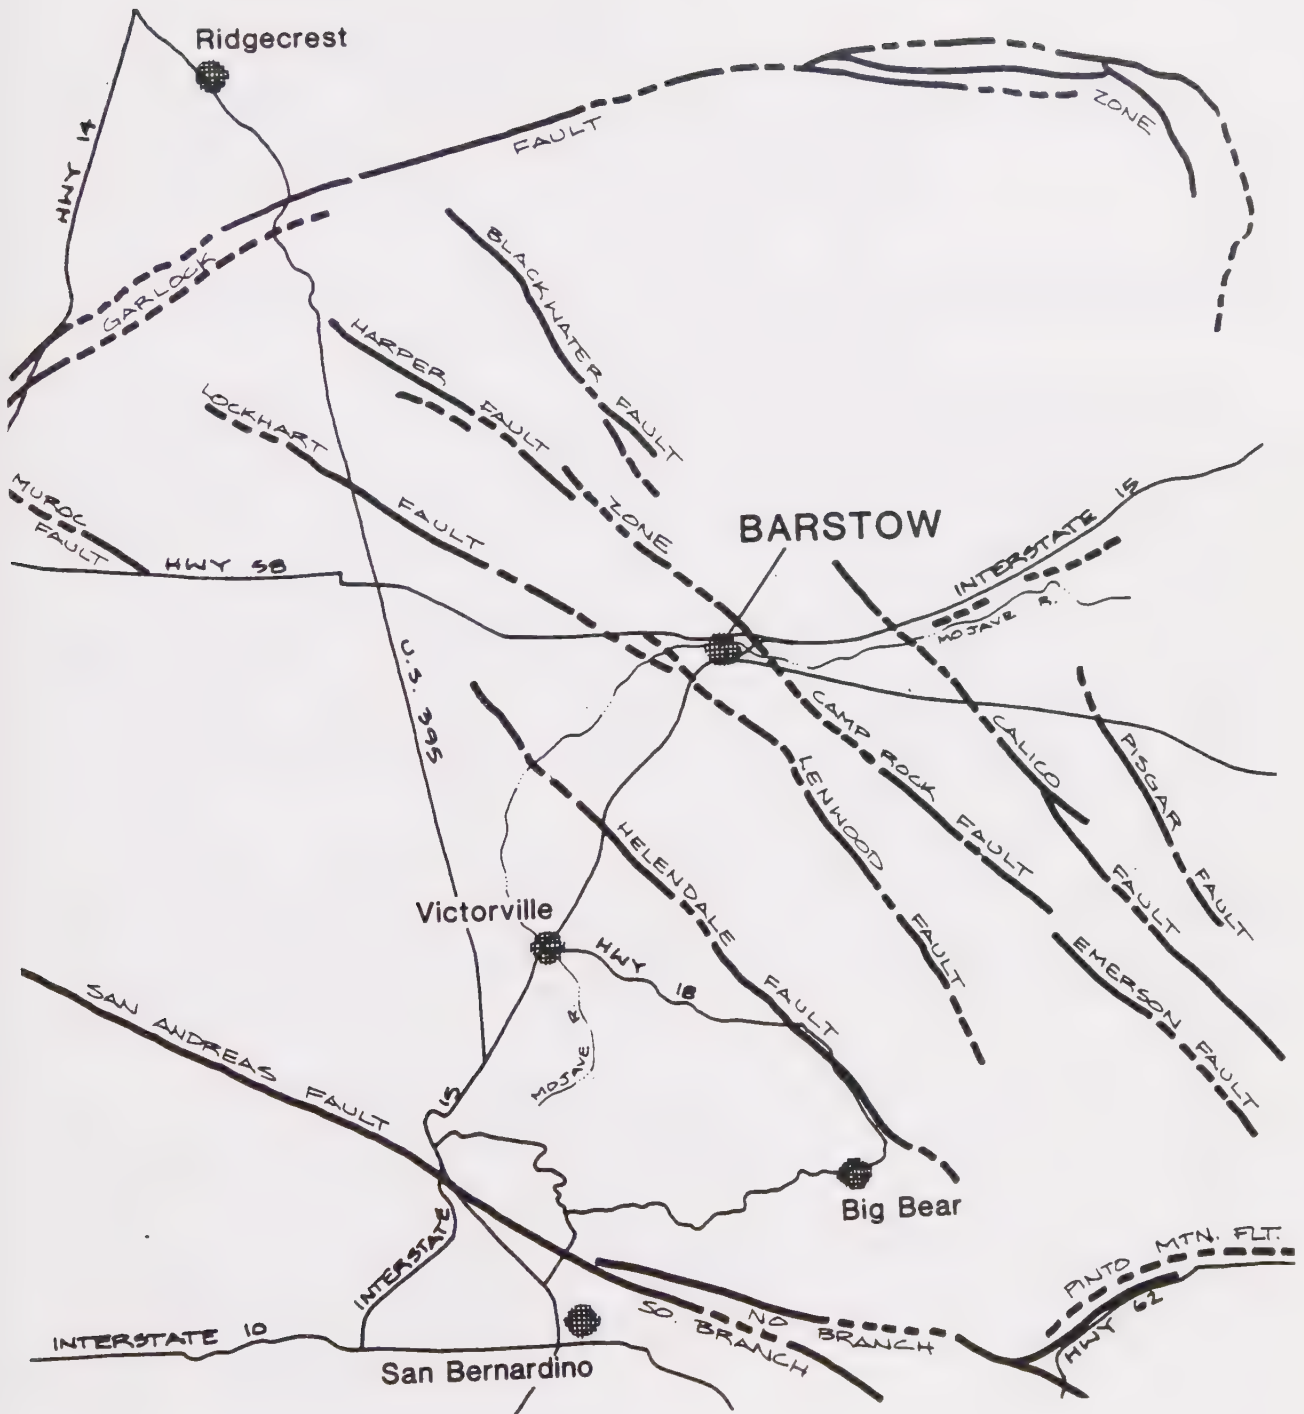 Ridgecrest
HWY 14
FAULT
ZONE
GARLOCK
BLACKWATER FAULT
HARPER FAULT ZONE
LOCKHART FAULT
MUROC FAULT
HWY 58
BARSTOW
INTERSTATE 15
MOJAVE R.
U.S. 395
CAMP ROCK FAULT
CALICO FAULT
PISGAR FAULT
LENWOOD FAULT
HELENDALE FAULT
EMERSON FAULT
Victorville
HWY 18
MOJAVE R.
SAN ANDREAS FAULT
15
INTERSTATE
Big Bear
PINTO MTN. FLT.
HWY 62
INTERSTATE 10
San Bernardino
SO. BRANCH
NO BRANCH